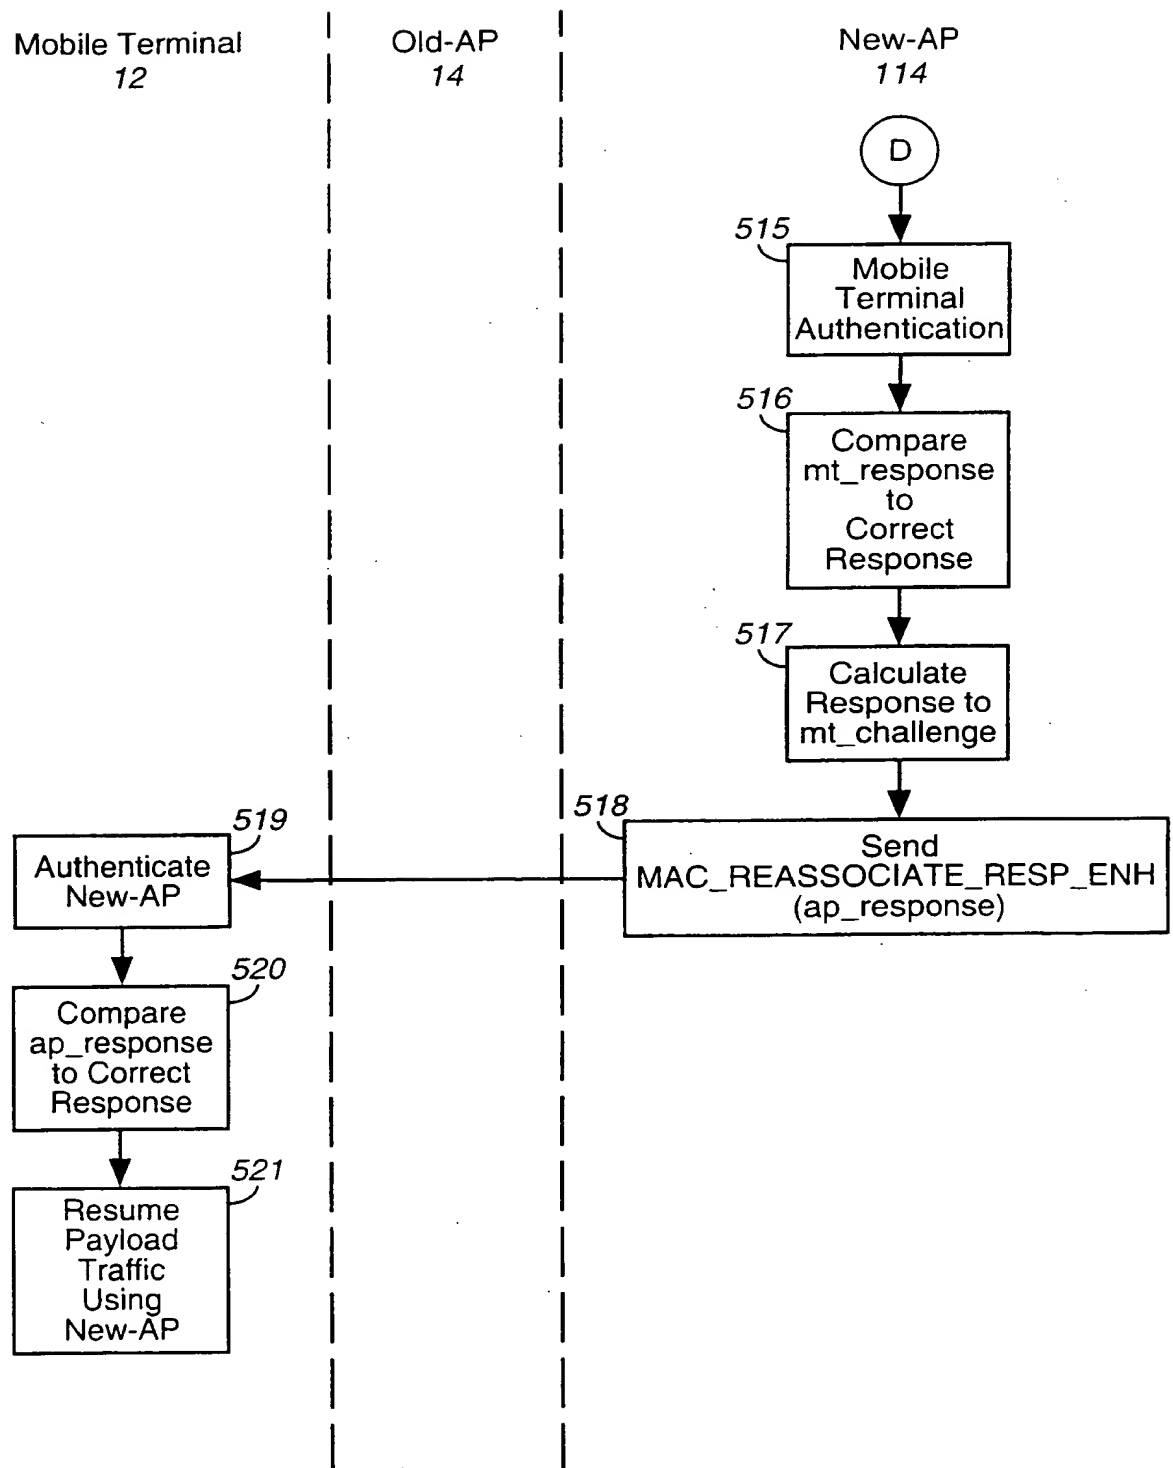 Mobile Terminal
12
Old-AP
14
New-AP
114
D
515
Mobile
Terminal
Authentication
516
Compare
mt_response
to
Correct
Response
517
Calculate
Response to
mt_challenge
518
Send
MAC_REASSOCIATE_RESP_ENH
(ap_response)
519
Authenticate
New-AP
520
Compare
ap_response
to Correct
Response
521
Resume
Payload
Traffic
Using
New-AP